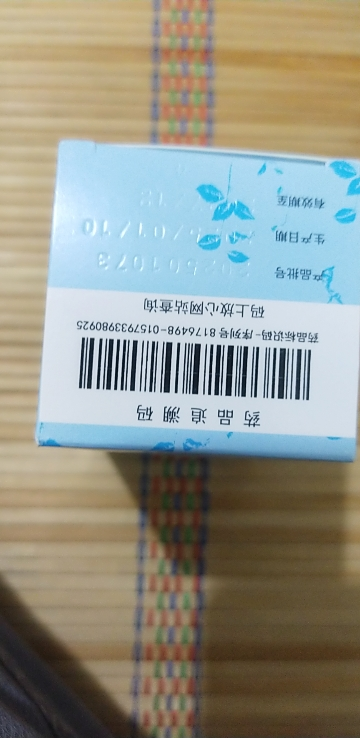 药品追溯码
药品标识码-序列号 8176498-0157933980925
码上放心网站查询
产品批号 202501073
生产日期
有效期至